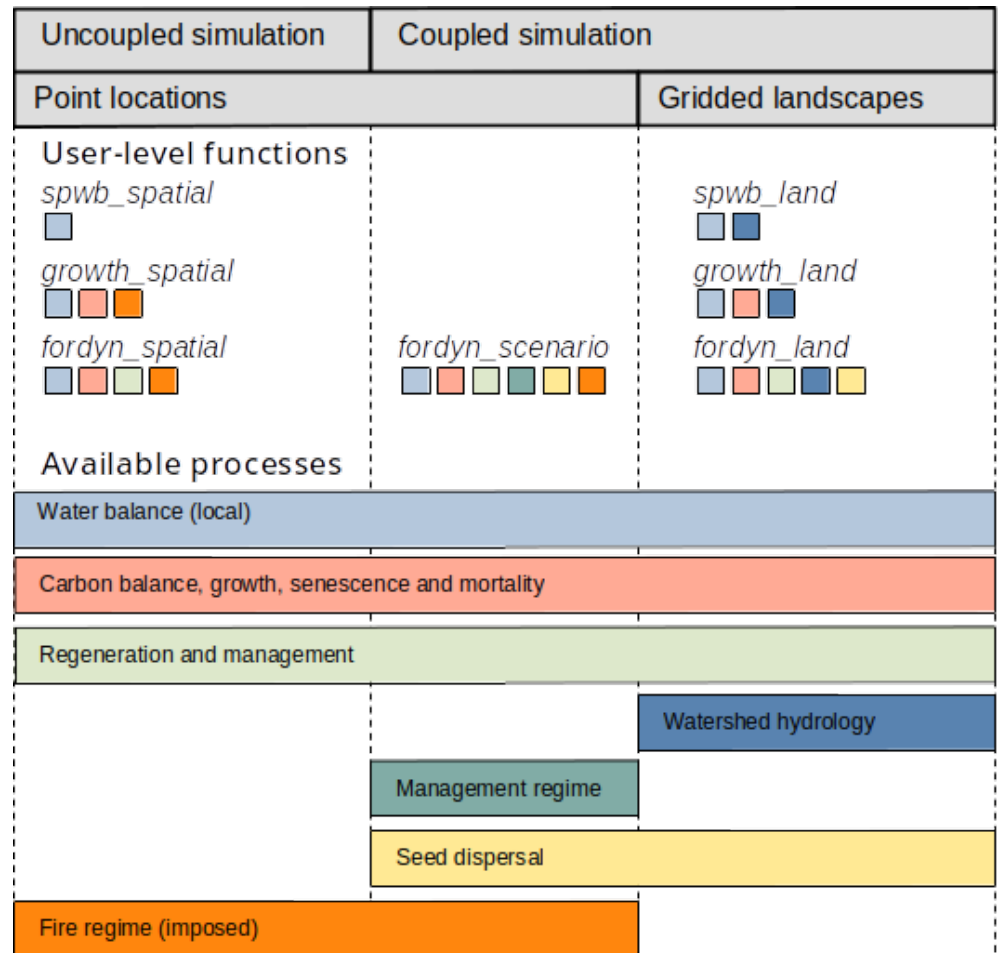 Uncoupled simulation
Coupled simulation
Point locations
Gridded landscapes
User-level functions
spwb_spatial
spwb_land
growth_spatial
growth_land
fordyn_spatial
fordyn_scenario
fordyn_land
Available processes
Water balance (local)
Carbon balance, growth, senescence and mortality
Regeneration and management
Watershed hydrology
Management regime
Seed dispersal
Fire regime (imposed)